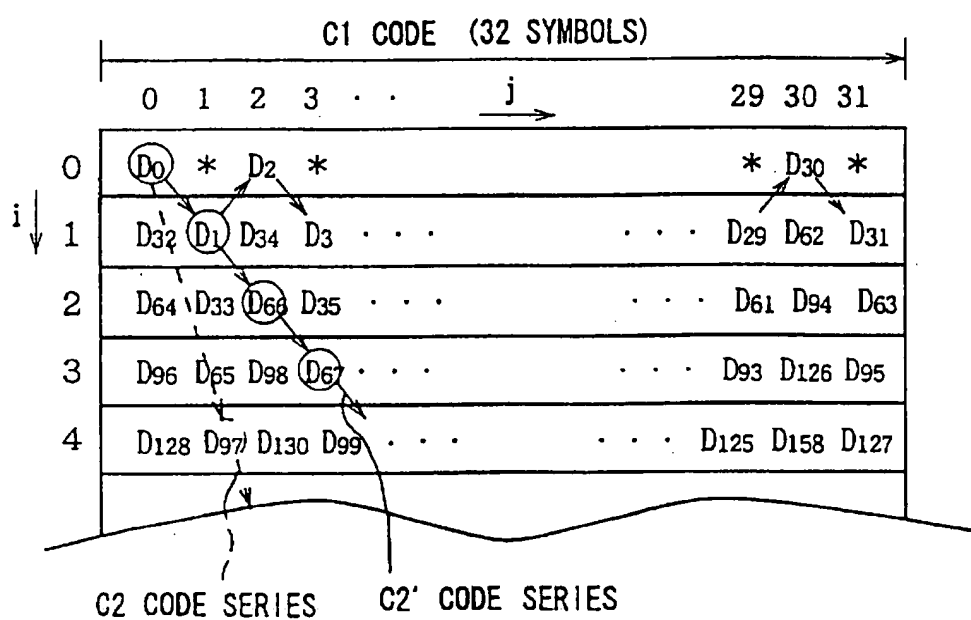 C1 CODE (32 SYMBOLS)
0 1 2 3 · · j 29 30 31
0 D0 * D2 * * D30 *
i 1 D32 D1 D34 D3 · · · · · · · D29 D62 D31
2 D64 D33 D66 D35 · · · · · · · · D61 D94 D63
3 D96 D65 D98 D67 · · · · · · · · D93 D126 D95
4 D128 D97 D130 D99 · · · · · · · · D125 D158 D127
C2 CODE SERIES C2' CODE SERIES